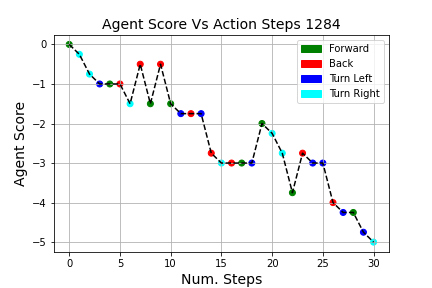 Agent Score Vs Action Steps 1284
Forward
Back
Turn Left
Turn Right
Agent Score
0
−1
−2
−3
−4
−5
0 5 10 15 20 25 30
Num. Steps